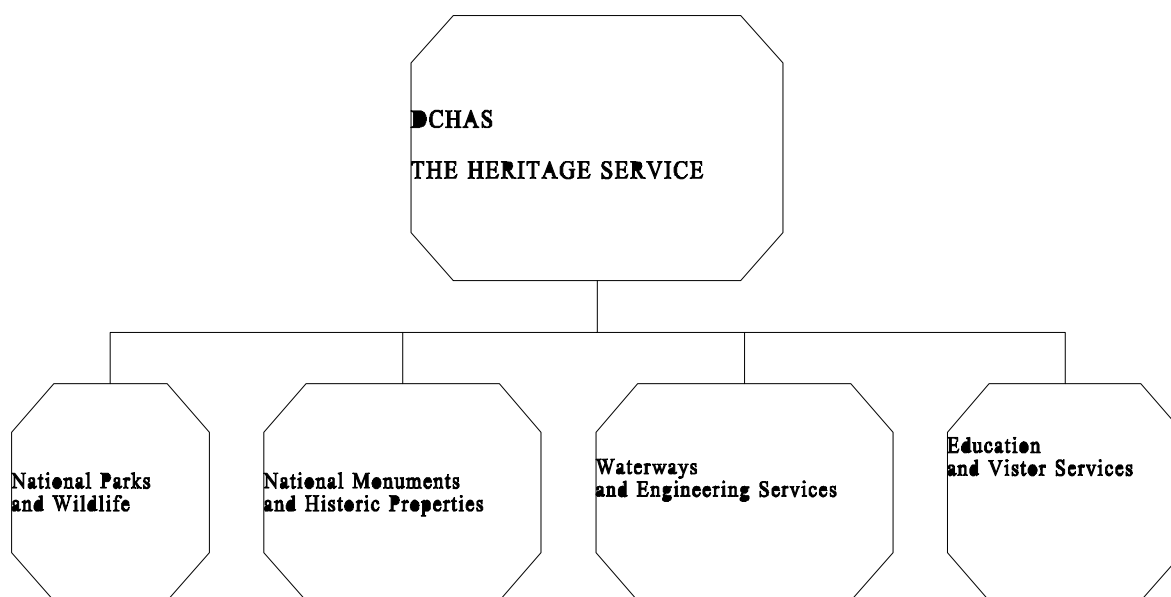 DCHAS
THE HERITAGE SERVICE
National Parks
and Wildlife
National Monuments
and Historic Properties
Waterways
and Engineering Services
Education
and Vistor Services